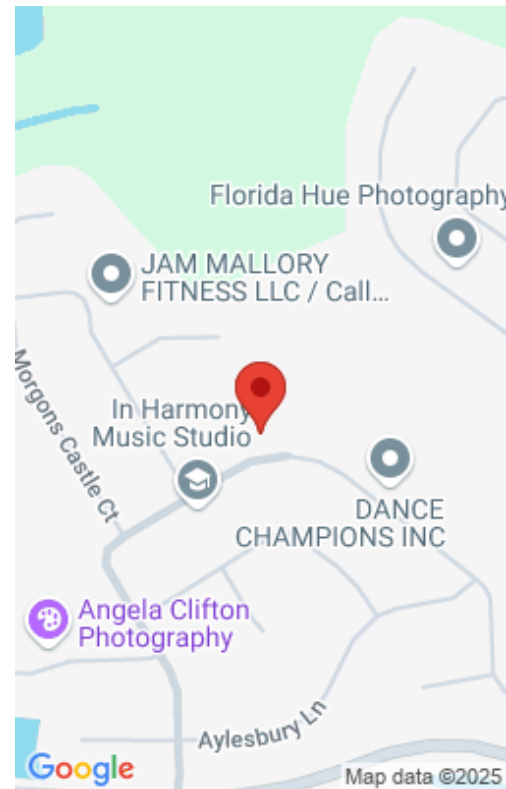 Florida Hue Photography
JAM MALLORY
FITNESS LLC / Call...
Morgons Castle Ct
In Harmony
Music Studio
DANCE
CHAMPIONS INC
Angela Clifton
Photography
Aylesbury Ln
Google
Map data ©2025